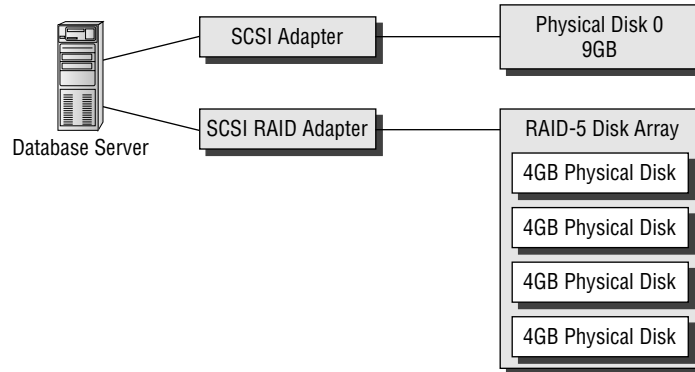 SCSI Adapter
Physical Disk 0
9GB
Database Server
SCSI RAID Adapter
RAID-5 Disk Array
4GB Physical Disk
4GB Physical Disk
4GB Physical Disk
4GB Physical Disk